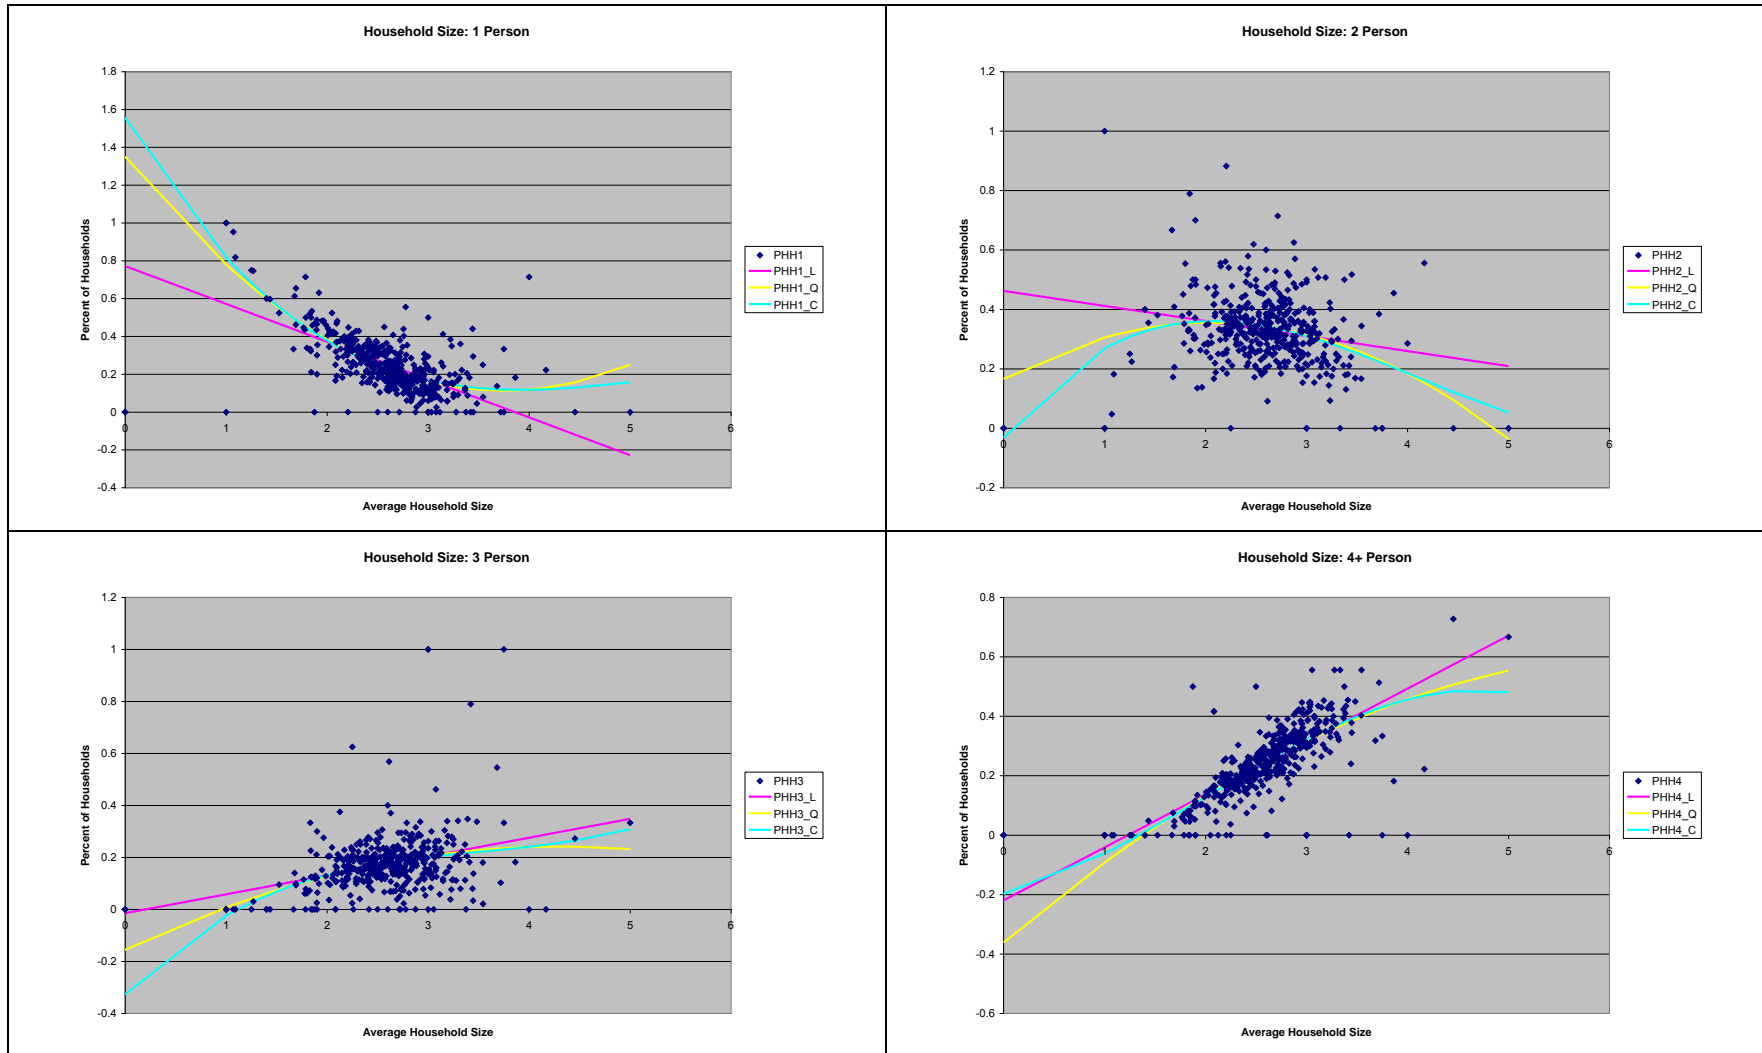 Household Size: 1 Person
1.8
1.6
1.4
1.2
1
0.8
0.6
0.4
0.2
0
-0.2
-0.4
0 1 2 3 4 5 6
Percent of Households
Average Household Size
PHH1
PHH1_L
PHH1_Q
PHH1_C
Household Size: 2 Person
1.2
1
0.8
0.6
0.4
0.2
0
-0.2
0 1 2 3 4 5 6
Percent of Households
Average Household Size
PHH2
PHH2_L
PHH2_Q
PHH2_C
Household Size: 3 Person
1.2
1
0.8
0.6
0.4
0.2
0
-0.2
-0.4
0 1 2 3 4 5 6
Percent of Households
Average Household Size
PHH3
PHH3_L
PHH3_Q
PHH3_C
Household Size: 4+ Person
0.8
0.6
0.4
0.2
0
-0.2
-0.4
-0.6
0 1 2 3 4 5 6
Percent of Households
Average Household Size
PHH4
PHH4_L
PHH4_Q
PHH4_C